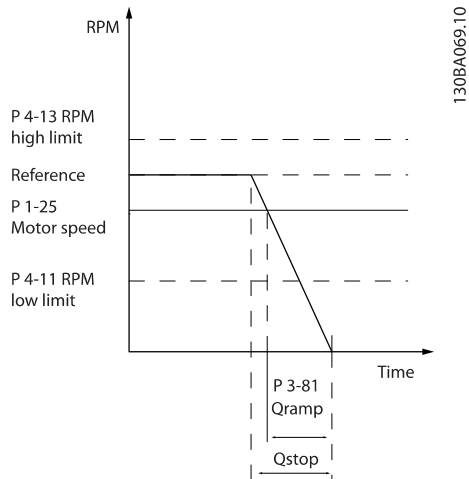 RPM
P 4-13 RPM
high limit
Reference
P 1-25
Motor speed
P 4-11 RPM
low limit
Time
P 3-81
Qramp
Qstop
130BA069.10